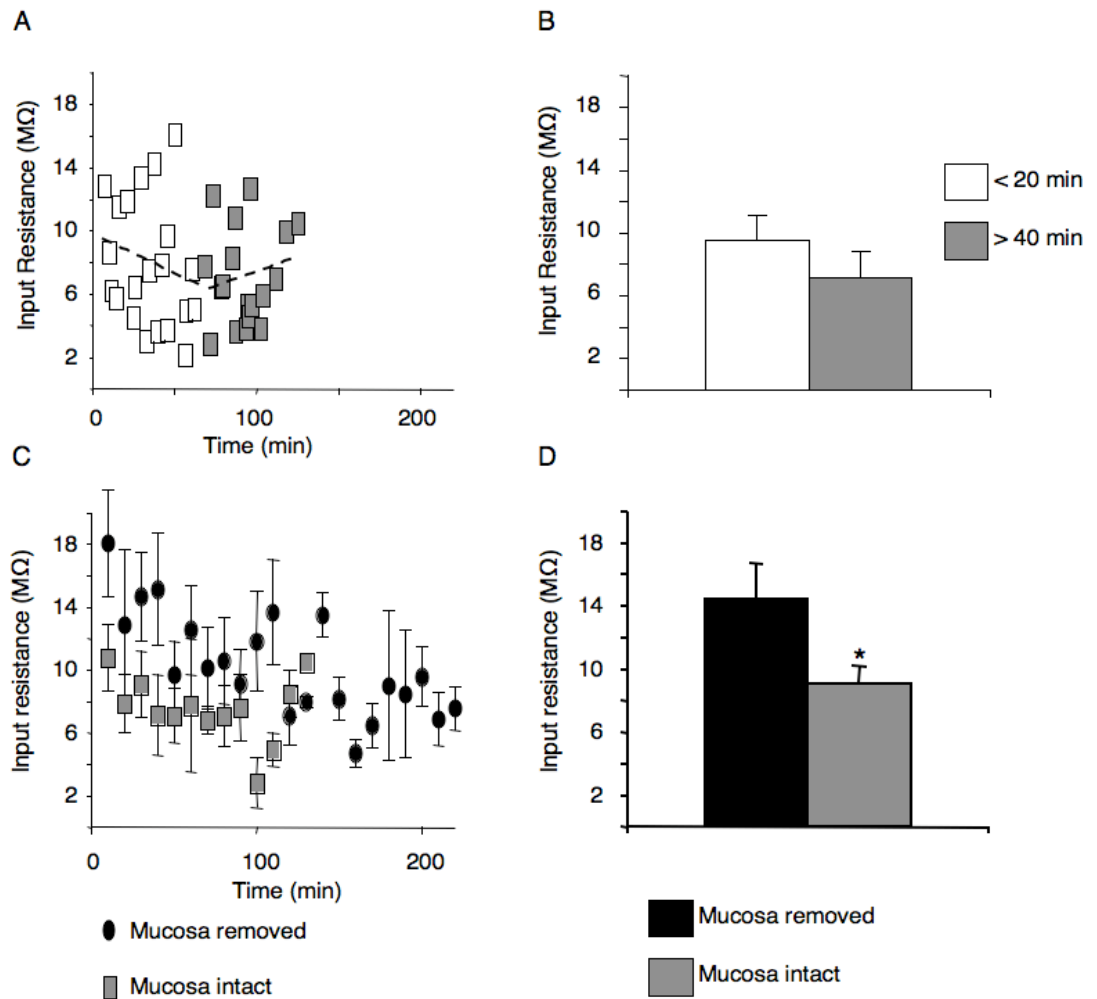 A
Input Resistance (MΩ)
18
14
10
6
2
0
100
200
Time (min)
B
Input Resistance (MΩ)
18
14
10
6
2
< 20 min
> 40 min
C
Input resistance (MΩ)
18
14
10
6
2
0
100
200
Time (min)
Mucosa removed
Mucosa intact
D
Input resistance (MΩ)
18
14
10
6
2
*
Mucosa removed
Mucosa intact